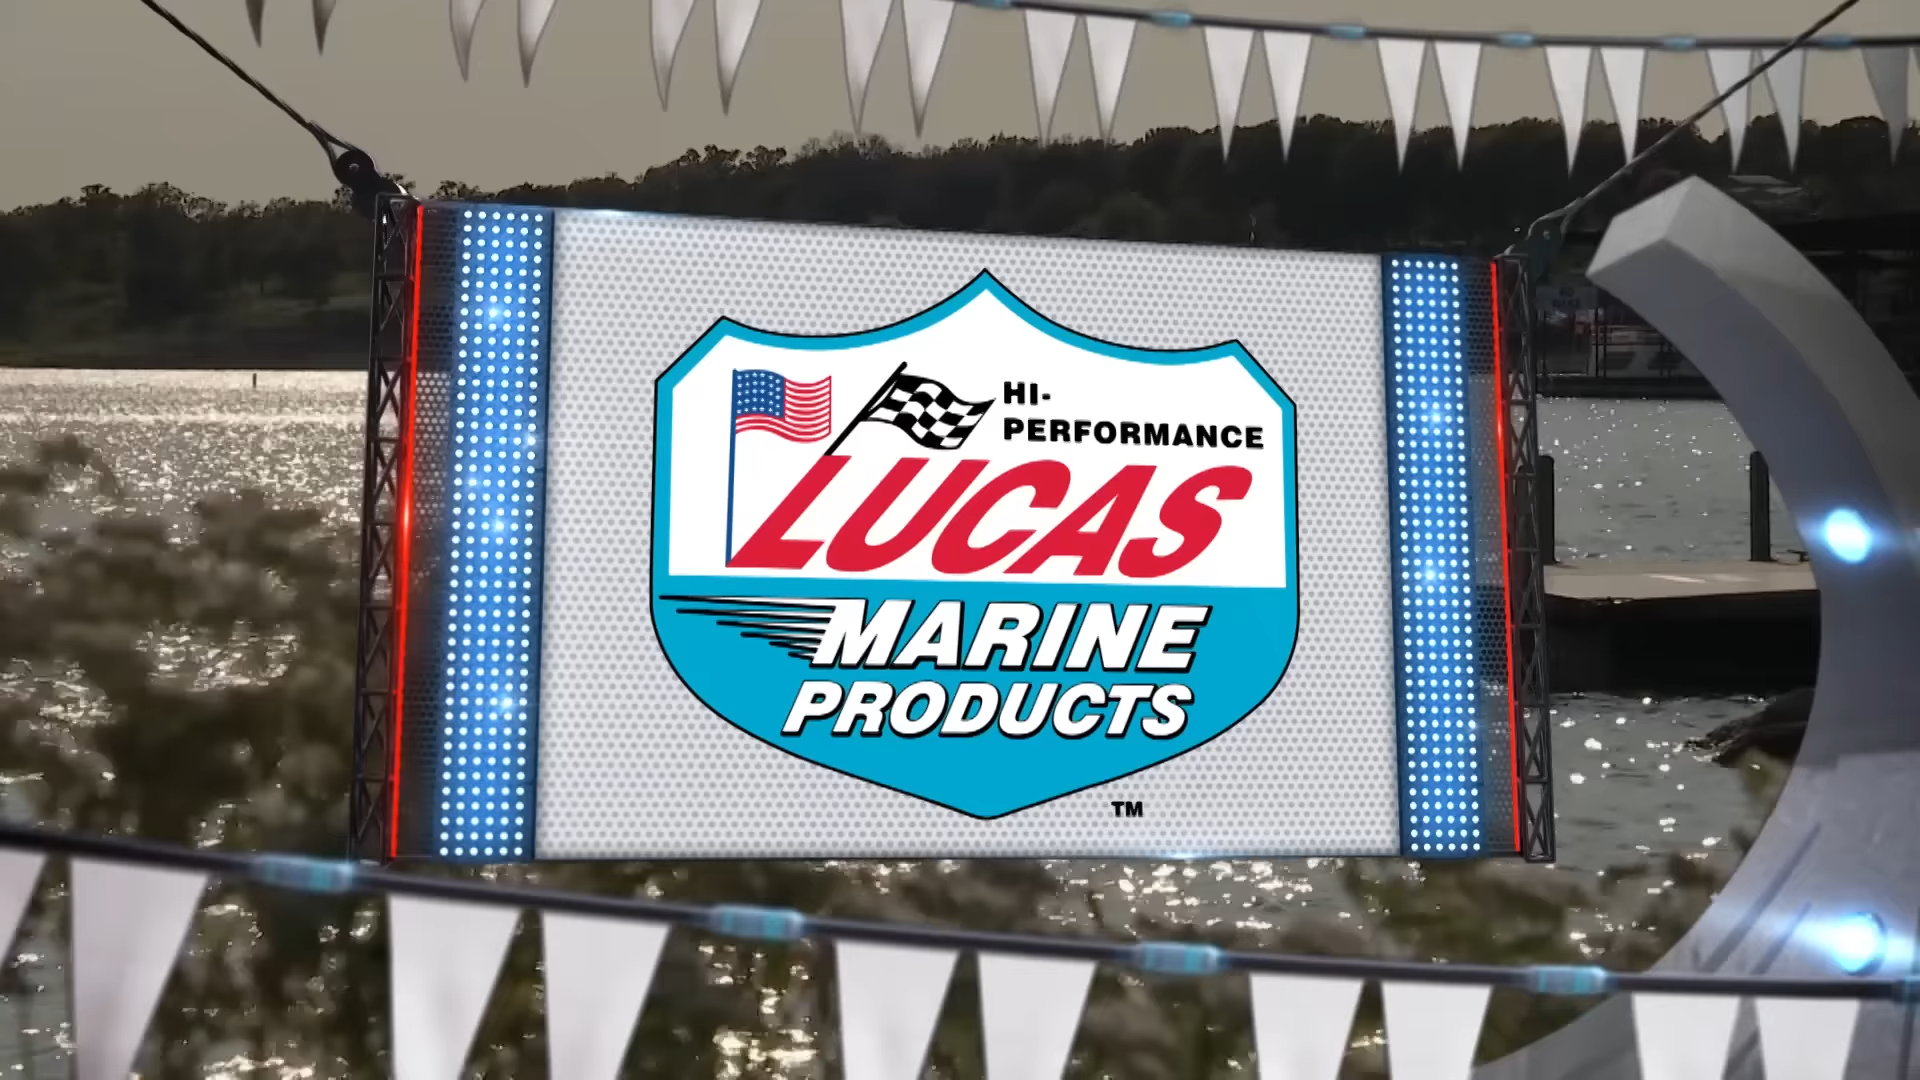 HI-
PERFORMANCE
LUCAS
MARINE
PRODUCTS
TM